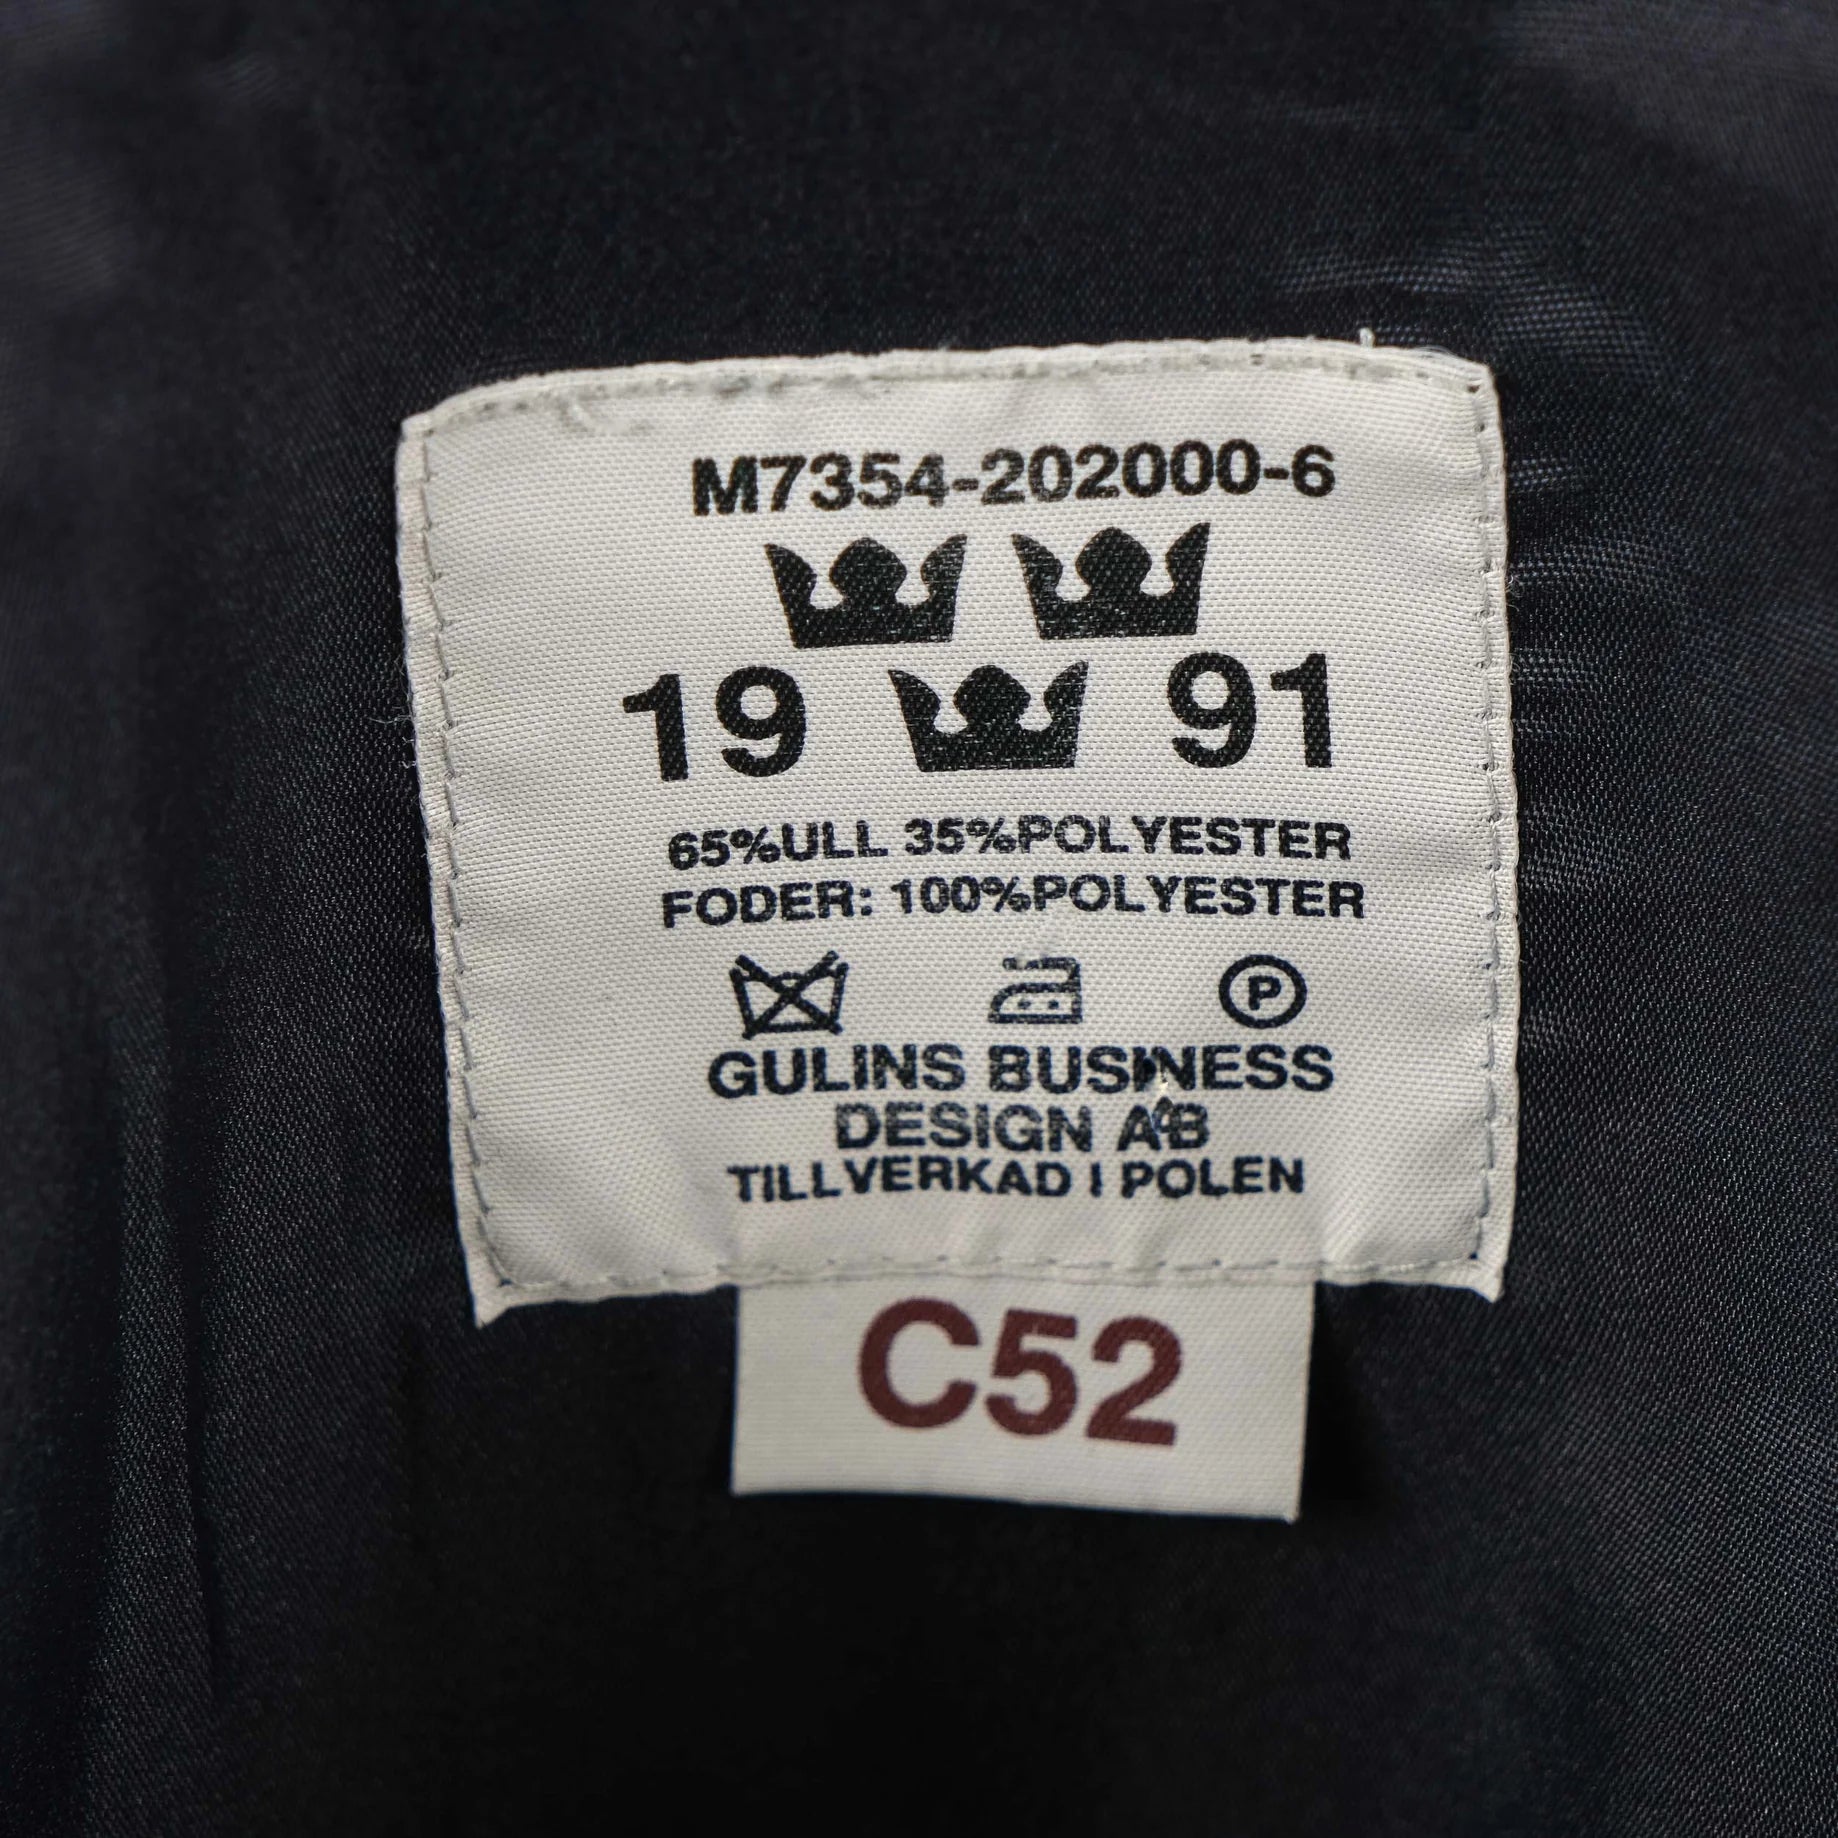 M7354-202000-6
19 91
65%ULL 35%POLYESTER
FODER: 100%POLYESTER
P
GULINS BUSINESS
DESIGN AB
TILLVERKAD I POLEN
C52